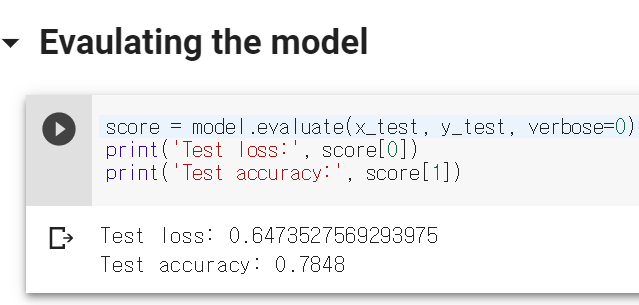 Evaulating the model
score = model.evaluate(x_test, y_test, verbose=0)
print('Test loss:', score[0])
print('Test accuracy:', score[1])
Test loss: 0.6473527569293975
Test accuracy: 0.7848